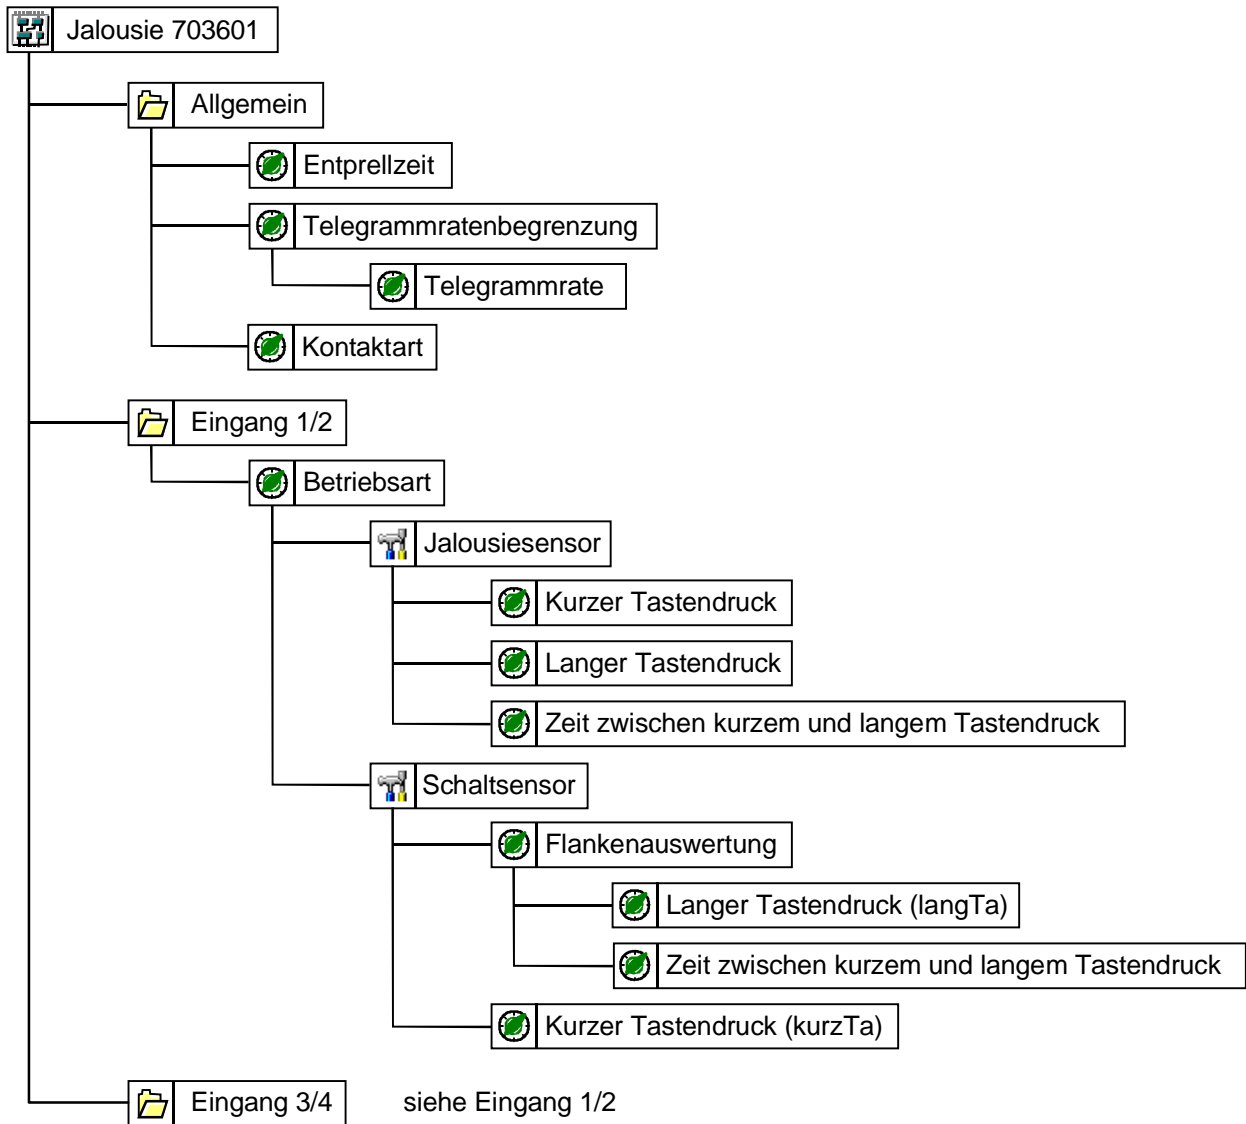 Jalousie 703601
Allgemein
Entprellzeit
Telegrammratenbegrenzung
Telegrammrate
Kontaktart
Eingang 1/2
Betriebsart
Jalousiesensor
Kurzer Tastendruck
Langer Tastendruck
Zeit zwischen kurzem und langem Tastendruck
Schaltsensor
Flankenauswertung
Langer Tastendruck (langTa)
Zeit zwischen kurzem und langem Tastendruck
Kurzer Tastendruck (kurzTa)
Eingang 3/4 siehe Eingang 1/2